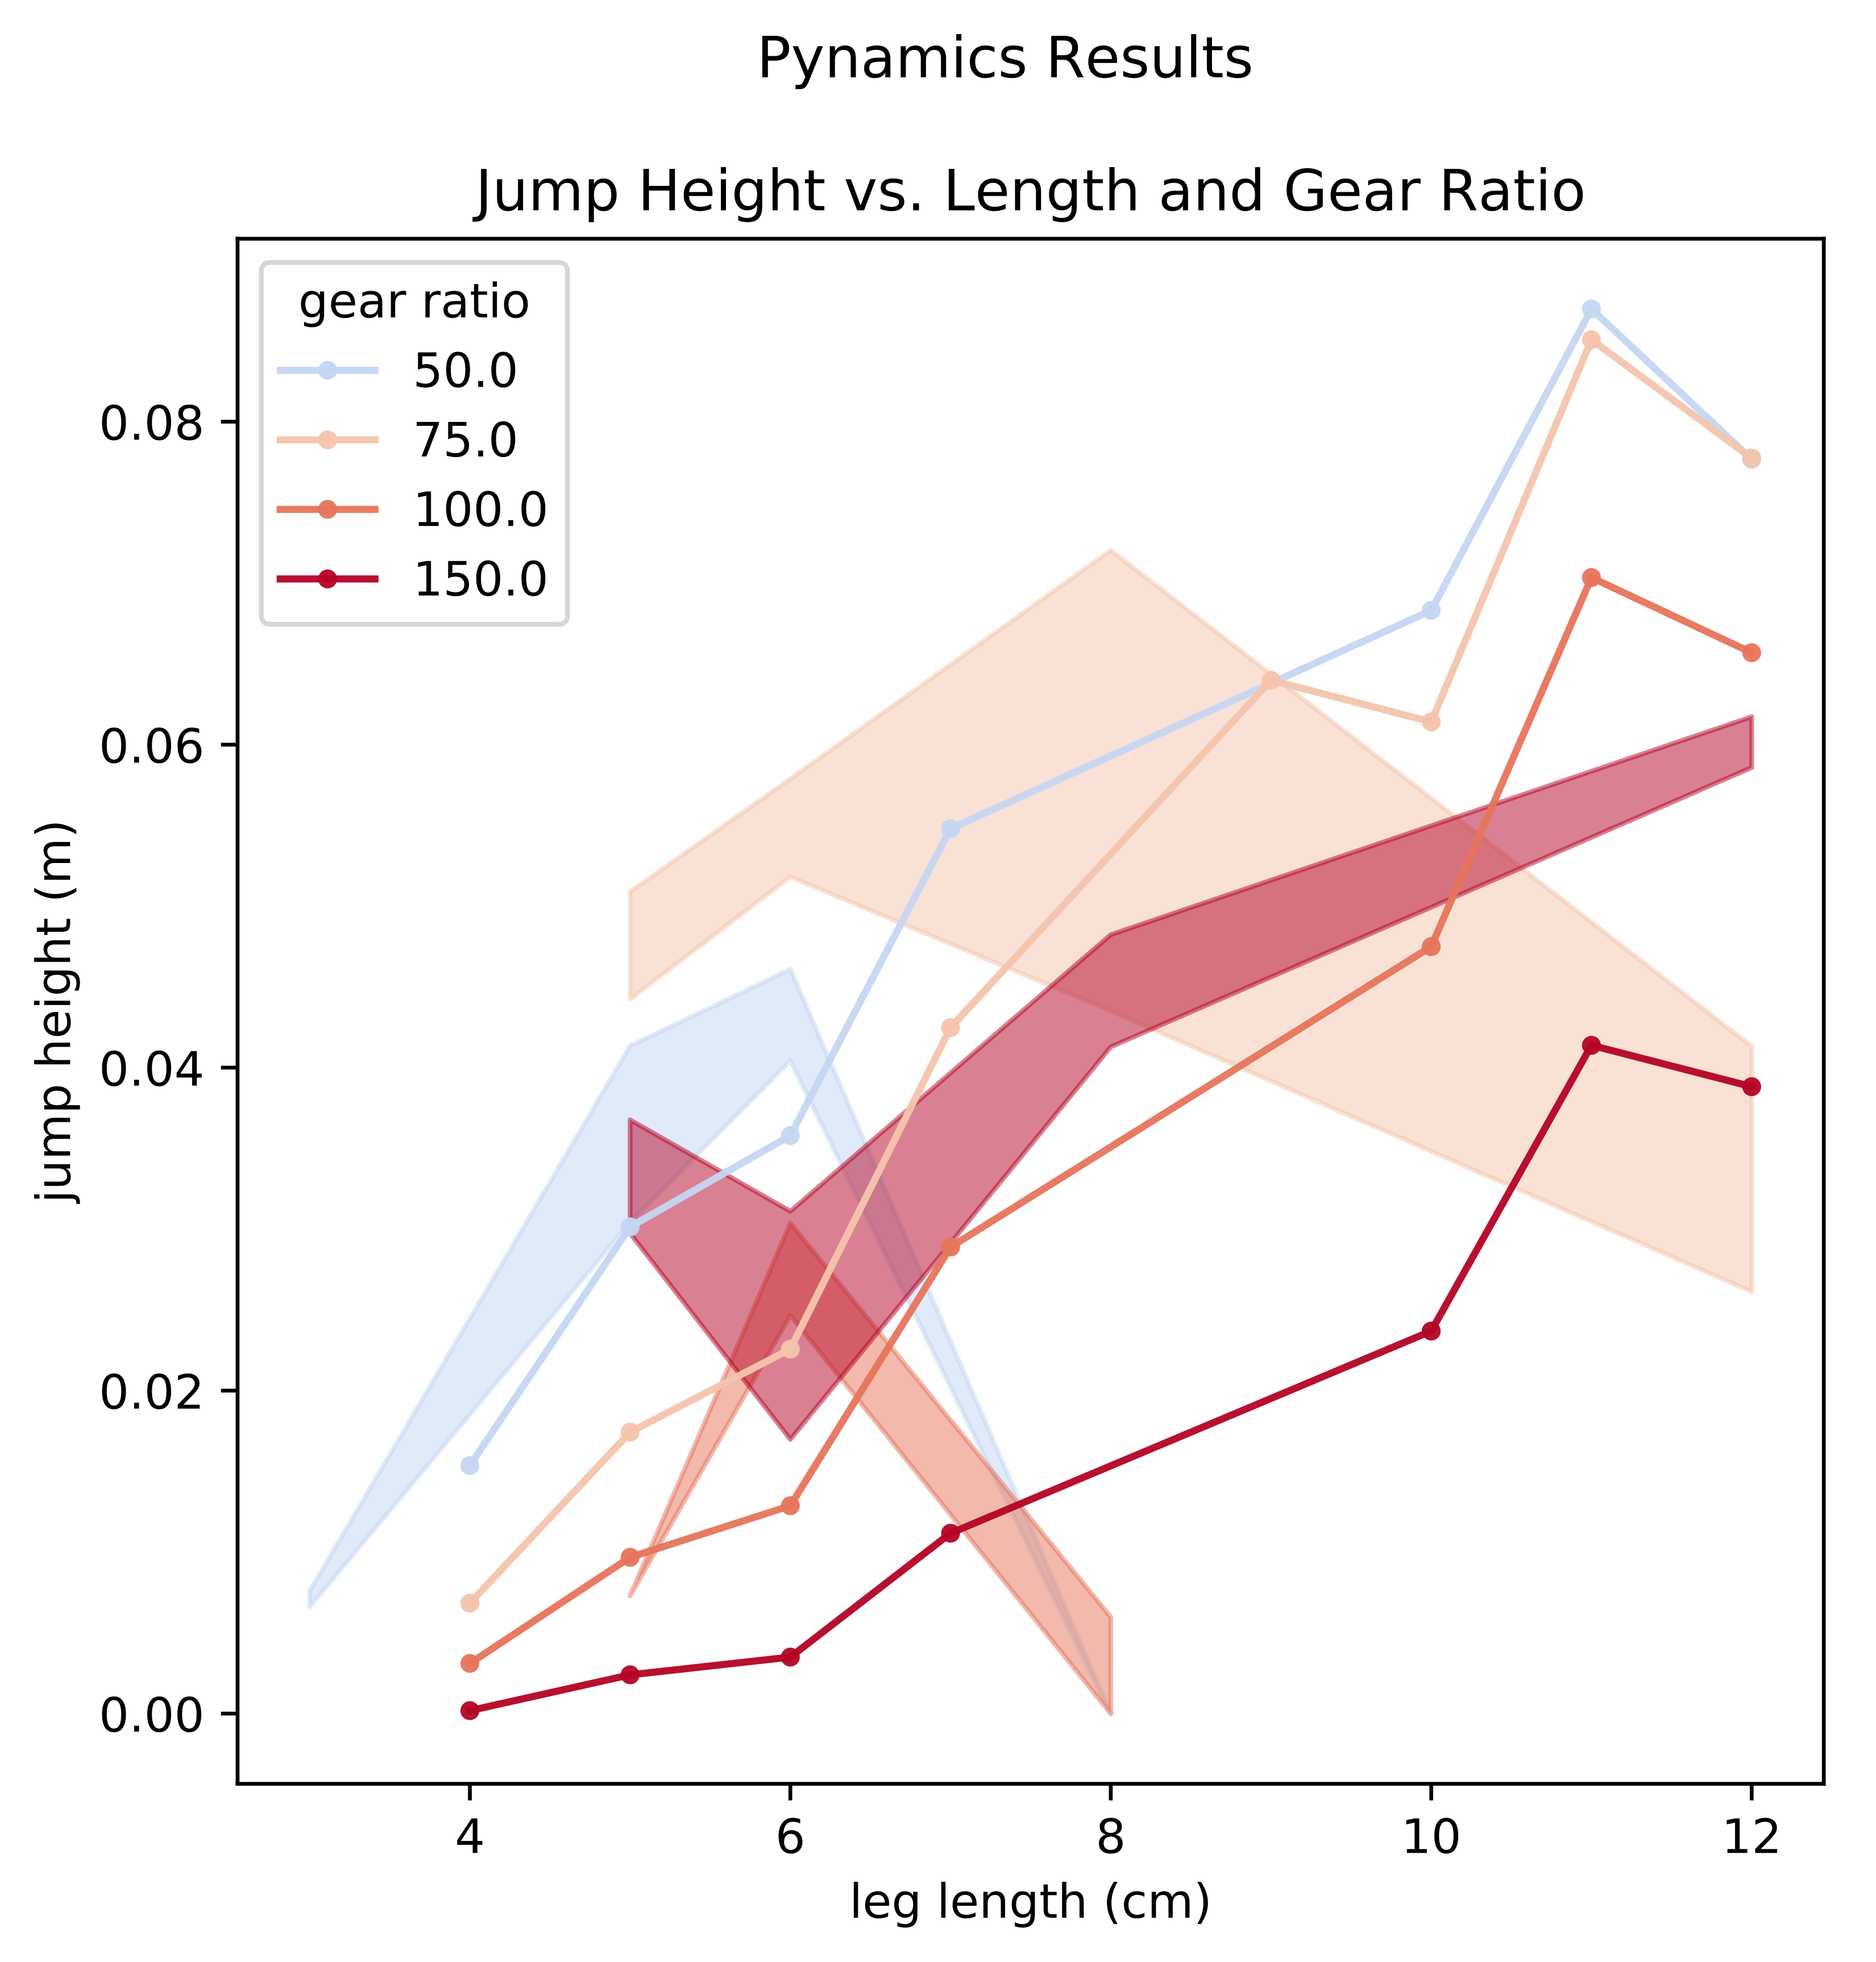 Pynamics Results
Jump Height vs. Length and Gear Ratio
gear ratio
50.0
75.0
100.0
150.0
0.08
0.06
0.04
0.02
0.00
jump height (m)
4 6 8 10 12
leg length (cm)